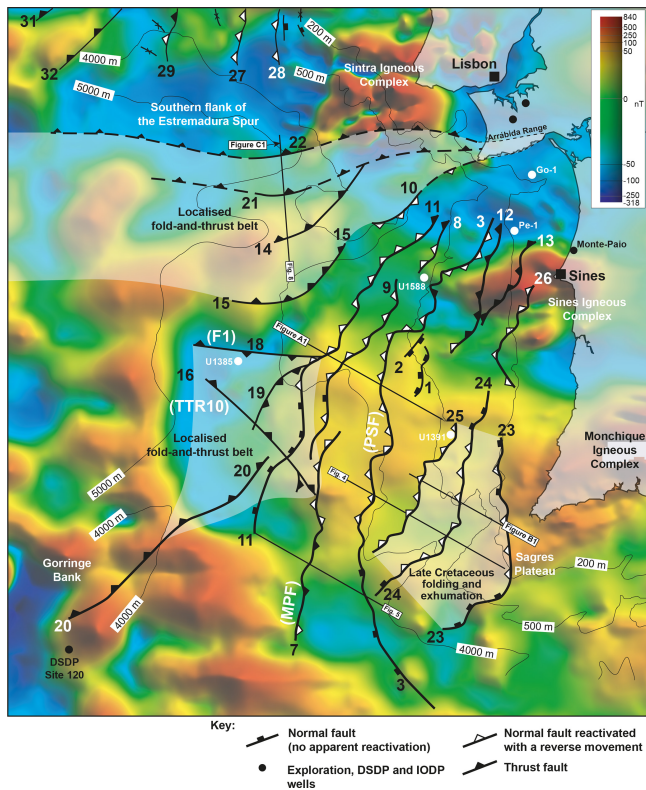 31
32
4000 m
29
27
28
200 m
500 m
5000 m
Sintra Igneous
Complex
Lisbon
840
500
250
100
50
0
nT
-50
-100
-250
-318
Southern flank of
the Estremadura Spur
Arrábida Range
Figure C1
22
Go-1
21
10
Localised
fold-and-thrust belt
11
8
3
12
Pe-1
14
15
13
Monte-Paio
Fig. 6
9
U1588
26
Sines
15
Sines Igneous
Complex
Figure A1
(F1)
18
U1385
16
2
1
(TTR10)
19
24
25
23
(PSF)
U1391
Localised
fold-and-thrust belt
20
Monchique
Igneous
Complex
Fig. 4
5000 m
4000 m
11
Figure B1
Gorringe
Bank
Sagres
Plateau
200 m
Late Cretaceous
folding and
exhumation
24
(MPF)
Fig. 5
4000 m
20
23
500 m
7
4000 m
DSDP
Site 120
3
Key:
Normal fault
(no apparent reactivation)
Normal fault reactivated
with a reverse movement
Exploration, DSDP and IODP
wells
Thrust fault